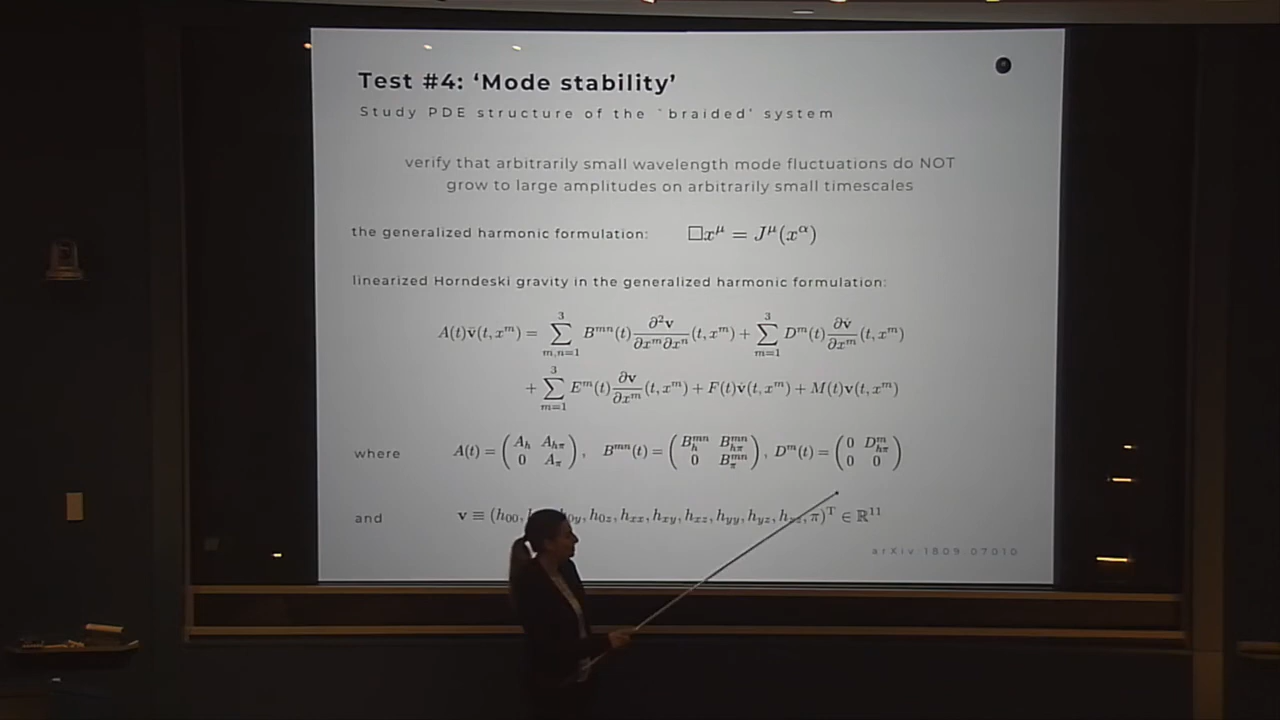 Test #4: ‘Mode stability’
Study PDE structure of the `braided' system
verify that arbitrarily small wavelength mode fluctuations do NOT
grow to large amplitudes on arbitrarily small timescales
the generalized harmonic formulation: □x^μ = J^μ(x^α)
linearized Horndeski gravity in the generalized harmonic formulation:
A(t)v̈(t, x^m) = ∑_{m,n=1}^{3} B^{mn}(t) ∂²v/∂x^m∂x^n (t, x^m) + ∑_{m=1}^{3} D^m(t) ∂v̇/∂x^m (t, x^m)
+ ∑_{m=1}^{3} E^m(t) ∂v/∂x^m (t, x^m) + F(t)v̇(t, x^m) + M(t)v(t, x^m)
where A(t) = ( A_h A_{hπ} ; 0 A_π ), B^{mn}(t) = ( B_h^{mn} B_{hπ}^{mn} ; 0 B_π^{mn} ), D^m(t) = ( 0 D_{hπ}^m ; 0 0 )
and v ≡ (h_{00}, h_{0y}, h_{0z}, h_{xx}, h_{xy}, h_{xz}, h_{yy}, h_{yz}, h_{zz}, π)^T ∈ ℝ^{11}
arXiv:1809.07010